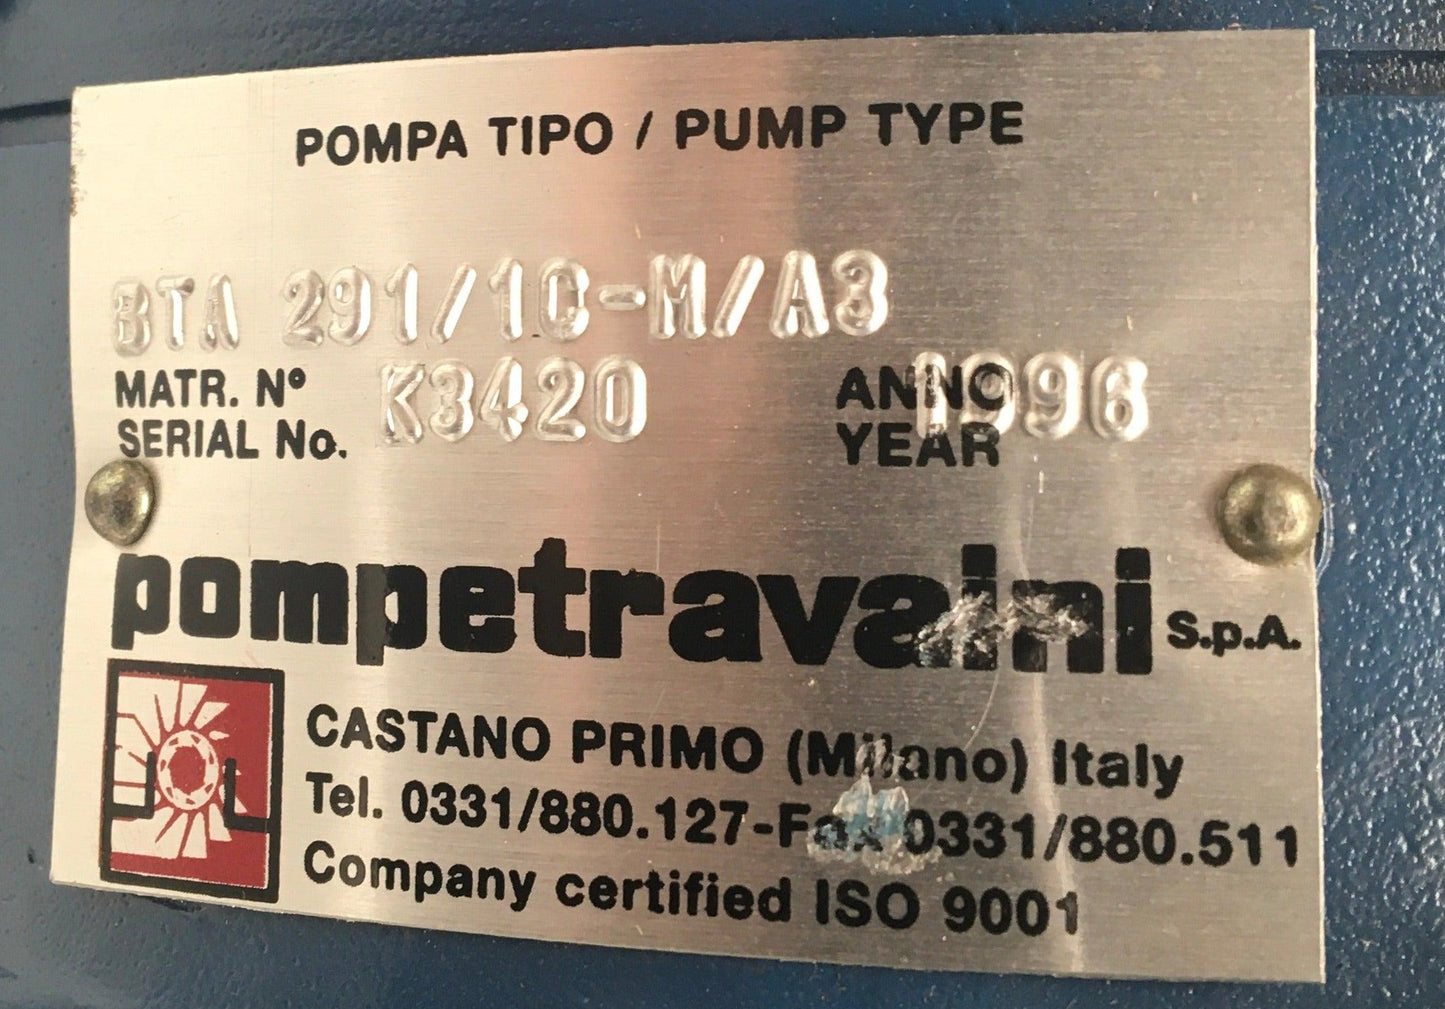 POMPA TIPO / PUMP TYPE
BTA 291/1C-M/A3
MATR. N° K3420 ANNO 1996
SERIAL No. YEAR
pompetravaini S.p.A.
CASTANO PRIMO (Milano) Italy
Tel. 0331/880.127-Fax 0331/880.511
Company certified ISO 9001